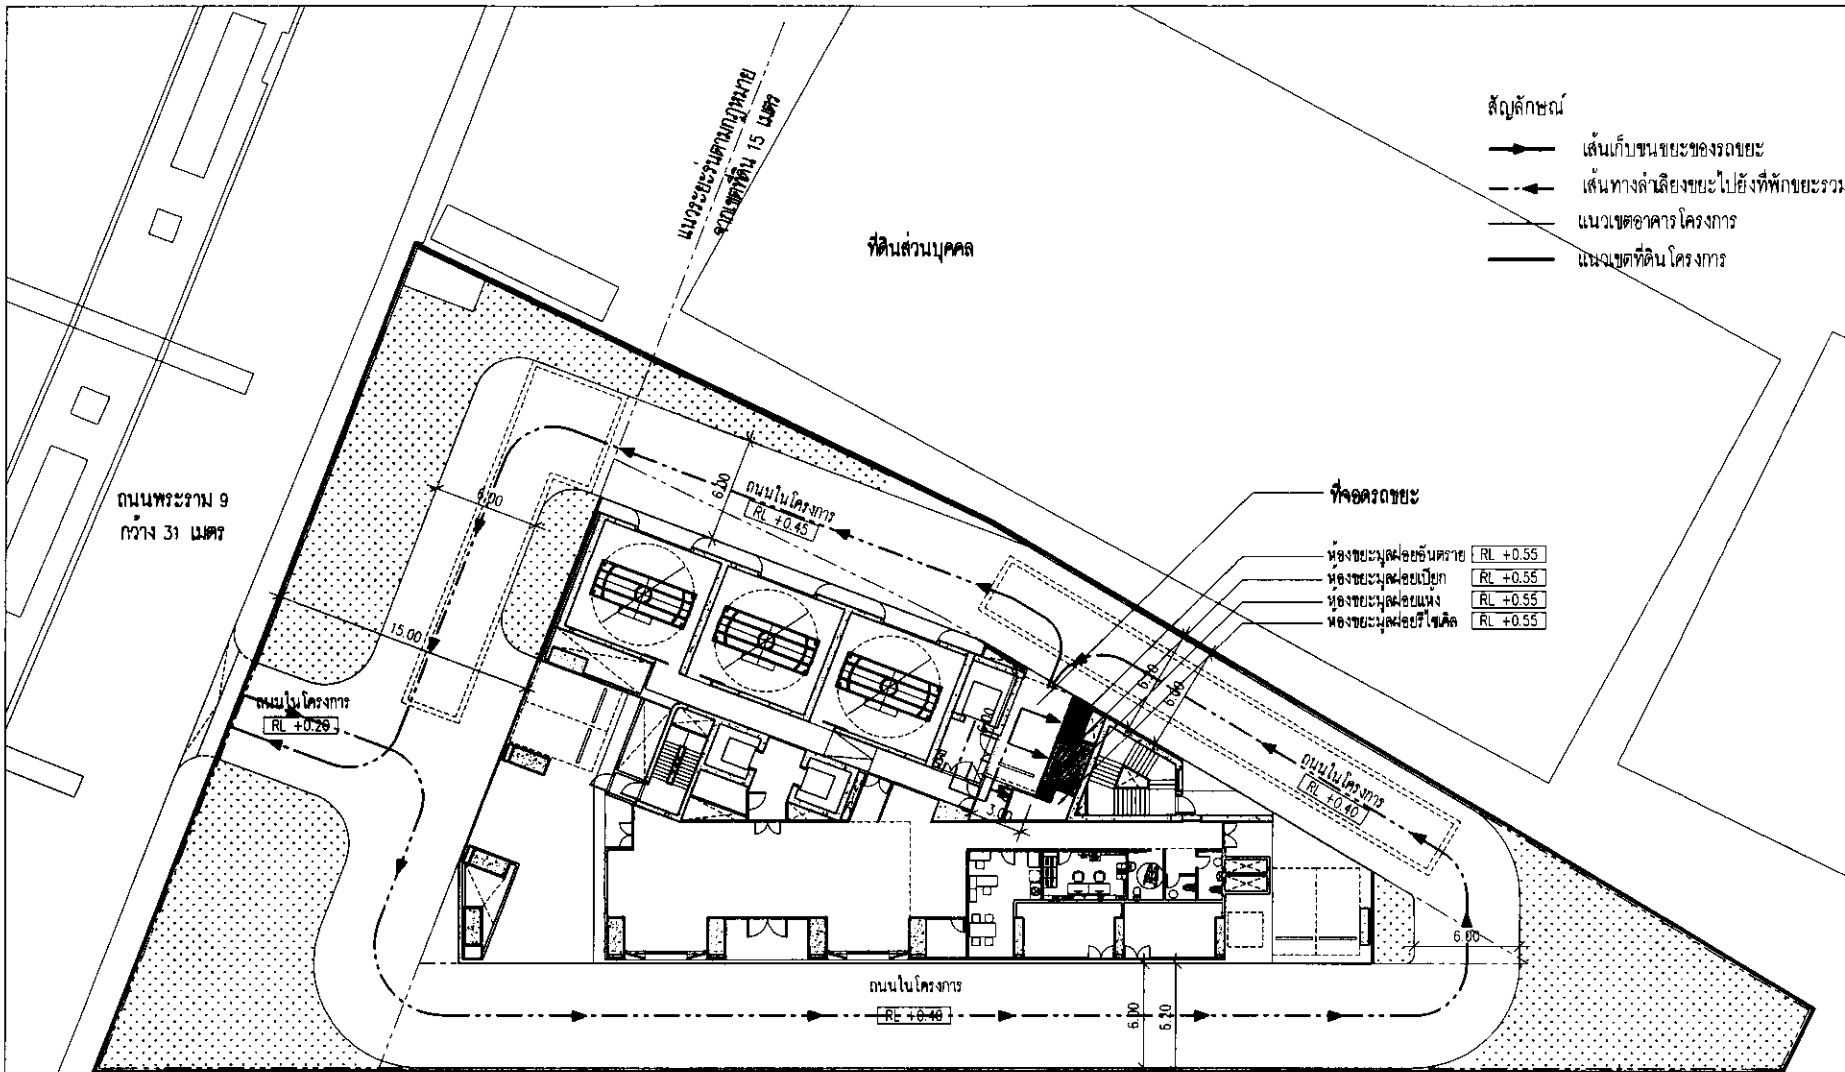 แนวระยะร่นตามกฎหมาย
จากเขตที่ดิน 15 เมตร
ที่ดินส่วนบุคคล
สัญลักษณ์
เส้นเก็บขนขยะของรถขยะ
เส้นทางลำเลียงขยะไปยังที่พักขยะรวม
แนวเขตอาคารโครงการ
แนวเขตที่ดินโครงการ
ถนนพระราม 9
กว้าง 31 เมตร
6.00
6.00
ถนนในโครงการ
RL +0.45
ที่จอดรถขยะ
ห้องขยะมูลฝอยอันตราย RL +0.55
ห้องขยะมูลฝอยเปียก RL +0.55
ห้องขยะมูลฝอยแห้ง RL +0.55
ห้องขยะมูลฝอยรีไซเคิล RL +0.55
15.00
6.00
ถนนในโครงการ
RL +0.20
ถนนในโครงการ
RL +0.40
6.00
ถนนในโครงการ
RL +0.40
6.00
5.20